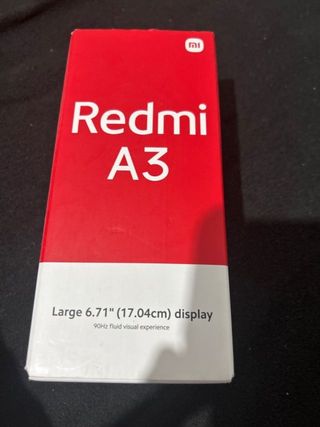 mi
Redmi
A3
Large 6.71" (17.04cm) display
90Hz fluid visual experience